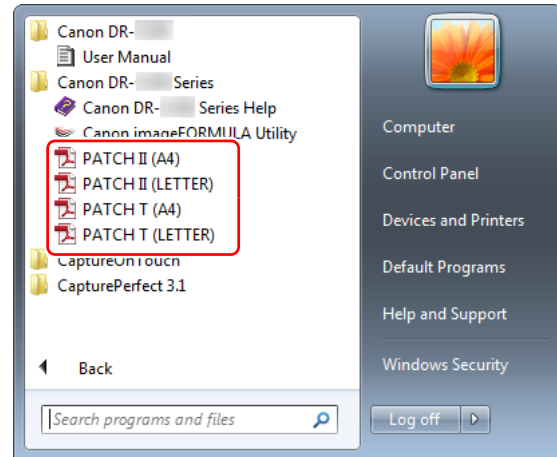 Canon DR-
User Manual
Canon DR- Series
Canon DR- Series Help
Canon imageFORMULA Utility
PATCH II (A4)
PATCH II (LETTER)
PATCH T (A4)
PATCH T (LETTER)
CaptureOnTouch
CapturePerfect 3.1
Back
Search programs and files
Computer
Control Panel
Devices and Printers
Default Programs
Help and Support
Windows Security
Log off